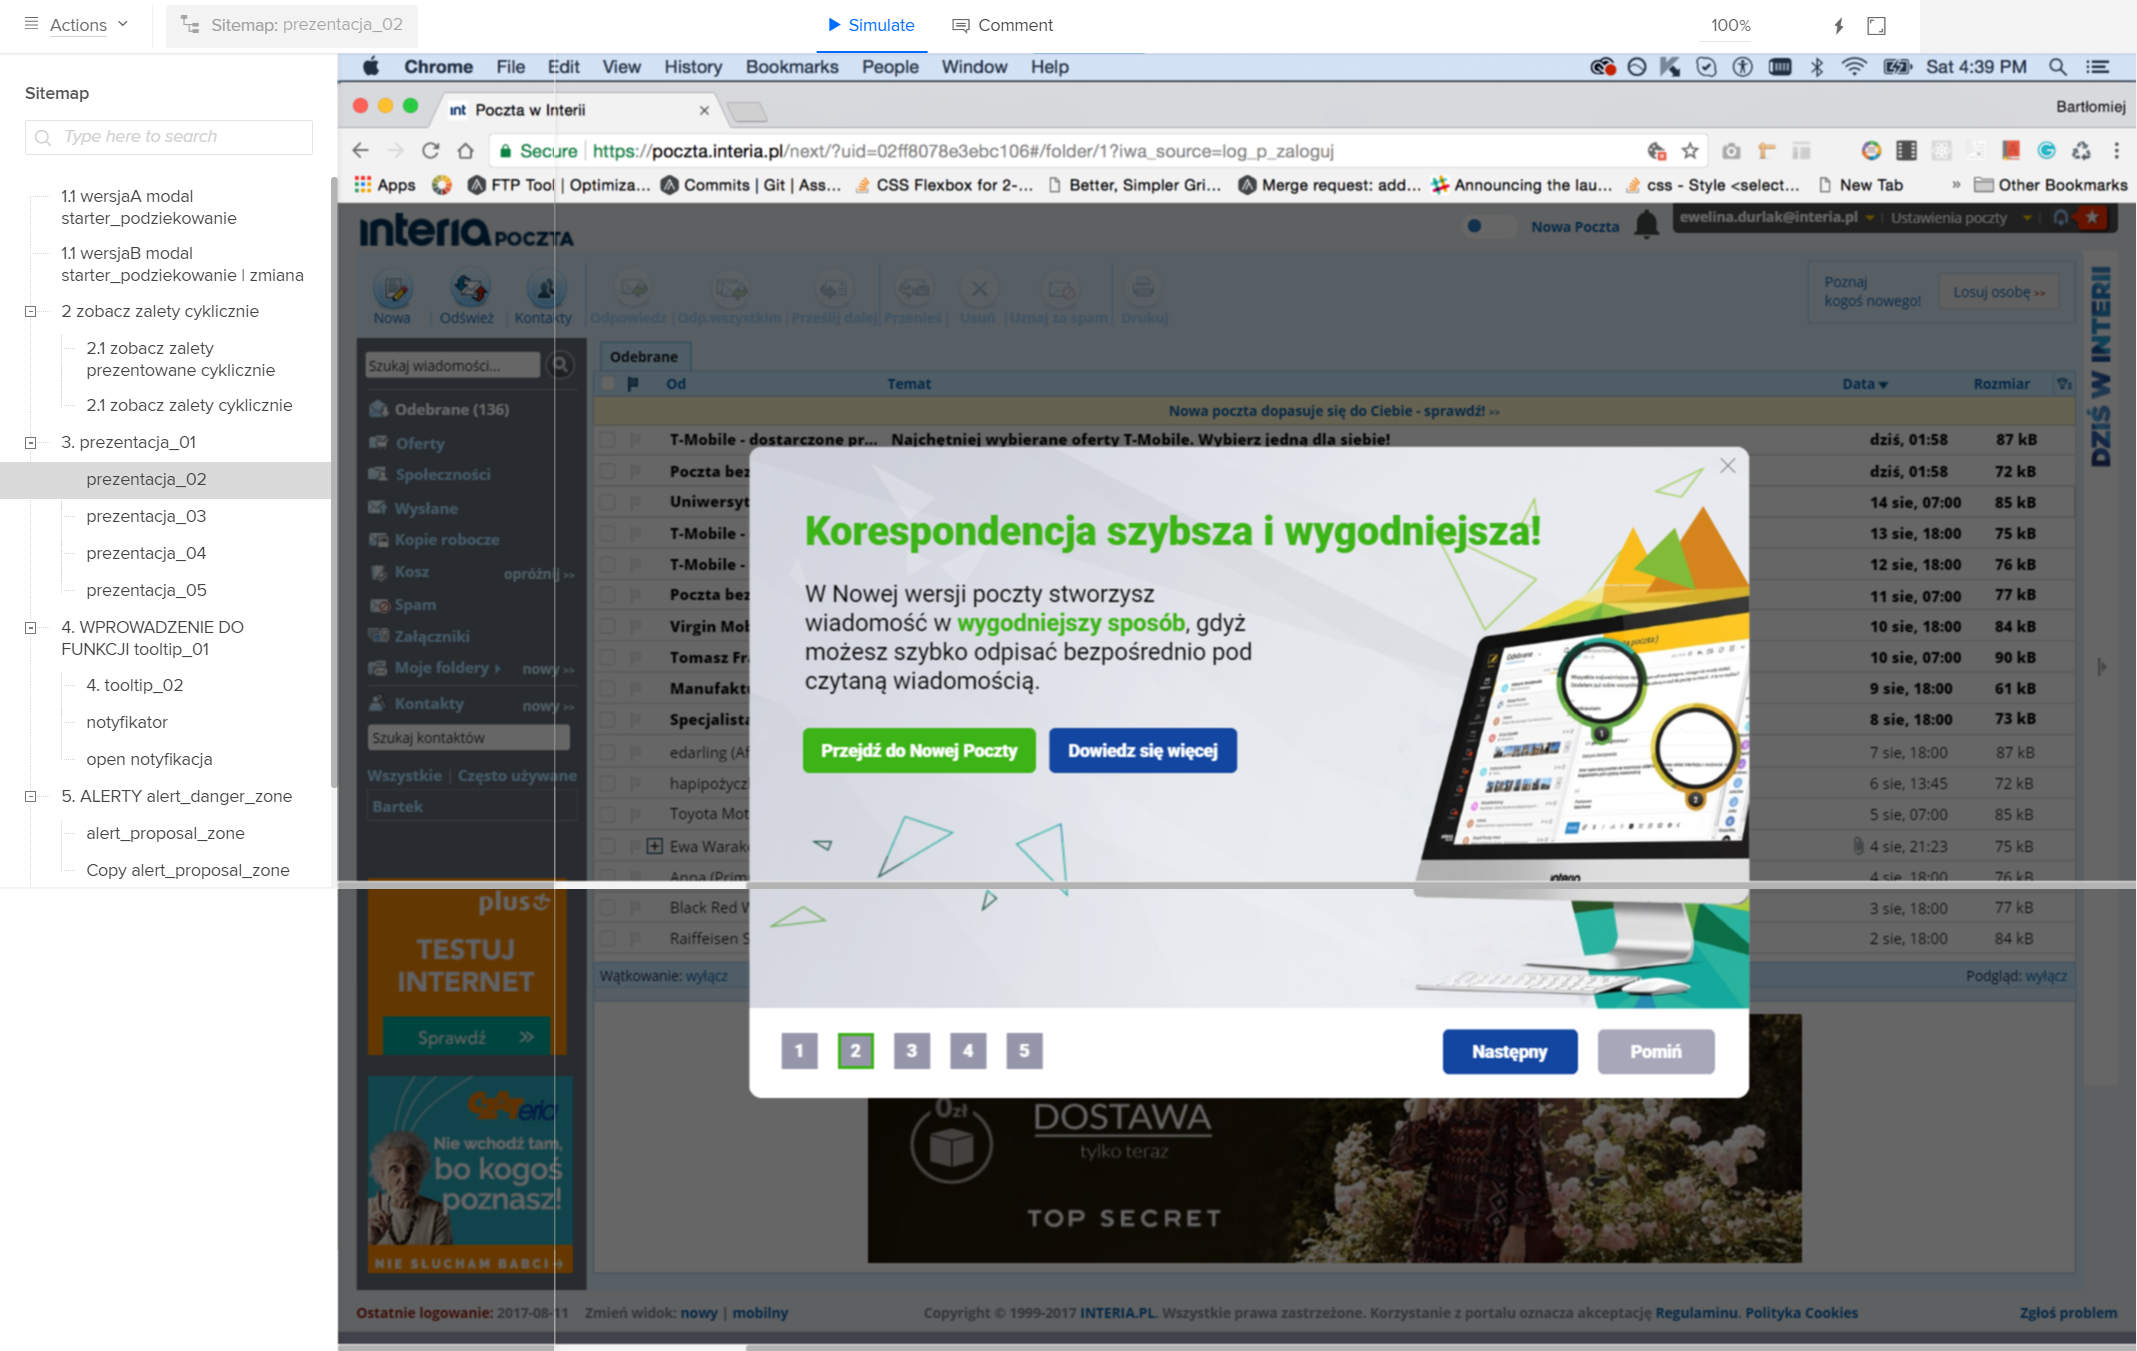 Actions
Sitemap: prezentacja_02
Simulate
Comment
100%
Sitemap
Type here to search
1.1 wersjaA modal
starter_podziekowanie
1.1 wersjaB modal
starter_podziekowanie | zmiana
2 zobacz zalety cyklicznie
2.1 zobacz zalety
prezentowane cyklicznie
2.1 zobacz zalety cyklicznie
3. prezentacja_01
prezentacja_02
prezentacja_03
prezentacja_04
prezentacja_05
4. WPROWADZENIE DO
FUNKCJI tooltip_01
4. tooltip_02
notyfikator
open notyfikacja
5. ALERTY alert_danger_zone
alert_proposal_zone
Copy alert_proposal_zone
Chrome File Edit View History Bookmarks People Window Help
Sat 4:39 PM
int Poczta w Interii
Bartłomiej
Secure https://poczta.interia.pl/next/?uid=02ff8078e3ebc106#/folder/1?iwa_source=log_p_zaloguj
Apps
FTP Tool | Optimiza...
Commits | Git | Ass...
CSS Flexbox for 2-...
Better, Simpler Gri...
Merge request: add...
Announcing the lau...
css - Style <select...
New Tab
» Other Bookmarks
interia POCZTA
Nowa Poczta
ewelina.durlak@interia.pl | Ustawienia poczty
Nowa | Odśwież | Kontakty
Odpowiedz | Odp.wszystkim | Prześlij dalej Przenieś | Usuń | Uznaj za spam Drukuj
Poznaj
kogoś nowego!
Losuj osobę >>
DZIŚ W INTERII
Szukaj wiadomości...
Odebrane (136)
Oferty
Społeczności
Wysłane
Kopie robocze
Kosz opróżnij >>
Spam
Załączniki
Moje foldery nowy >>
Kontakty nowy >>
Szukaj kontaktów
Wszystkie | Często używane
Bartek
Odebrane
Od Temat Data Rozmiar
Nowa poczta dopasuje się do Ciebie - sprawdź! >>
T-Mobile - dostarczone pr... Najchętniej wybierane oferty T-Mobile. Wybierz jedną dla siebie! dziś, 01:58 87 kB
Poczta bez dziś, 01:58 72 kB
Uniwersyt 14 sie, 07:00 85 kB
T-Mobile - 13 sie, 18:00 75 kB
T-Mobile - 12 sie, 18:00 76 kB
Poczta bez 11 sie, 07:00 77 kB
Virgin Mob 10 sie, 18:00 84 kB
Tomasz Fra 10 sie, 07:00 90 kB
Manufaktu 9 sie, 18:00 61 kB
Specjalista 8 sie, 18:00 73 kB
edarling (Af 7 sie, 18:00 87 kB
hapipożycz 6 sie, 13:45 72 kB
Toyota Mot 5 sie, 07:00 85 kB
Ewa Warako 4 sie, 21:23 75 kB
Anna (Prim 4 sie, 18:00 76 kB
Black Red W 3 sie, 18:00 77 kB
Raiffeisen S 2 sie, 18:00 84 kB
Wątkowanie: wyłącz
Podgląd: wyłącz
Korespondencja szybsza i wygodniejsza!
W Nowej wersji poczty stworzysz
wiadomość w wygodniejszy sposób, gdyż
możesz szybko odpisać bezpośrednio pod
czytaną wiadomością.
Przejdź do Nowej Poczty
Dowiedz się więcej
Odebrane
1
2
interia
1 2 3 4 5
Następny
Pomiń
plus
TESTUJ
INTERNET
Sprawdź >>
Nie wchodź tam,
bo kogoś
poznasz!
NIE SŁUCHAM BABCI
0zł
DOSTAWA
tylko teraz
TOP SECRET
Ostatnie logowanie: 2017-08-11 Zmień widok: nowy | mobilny
Copyright © 1999-2017 INTERIA.PL. Wszystkie prawa zastrzeżone. Korzystanie z portalu oznacza akceptację Regulaminu. Polityka Cookies
Zgłoś problem